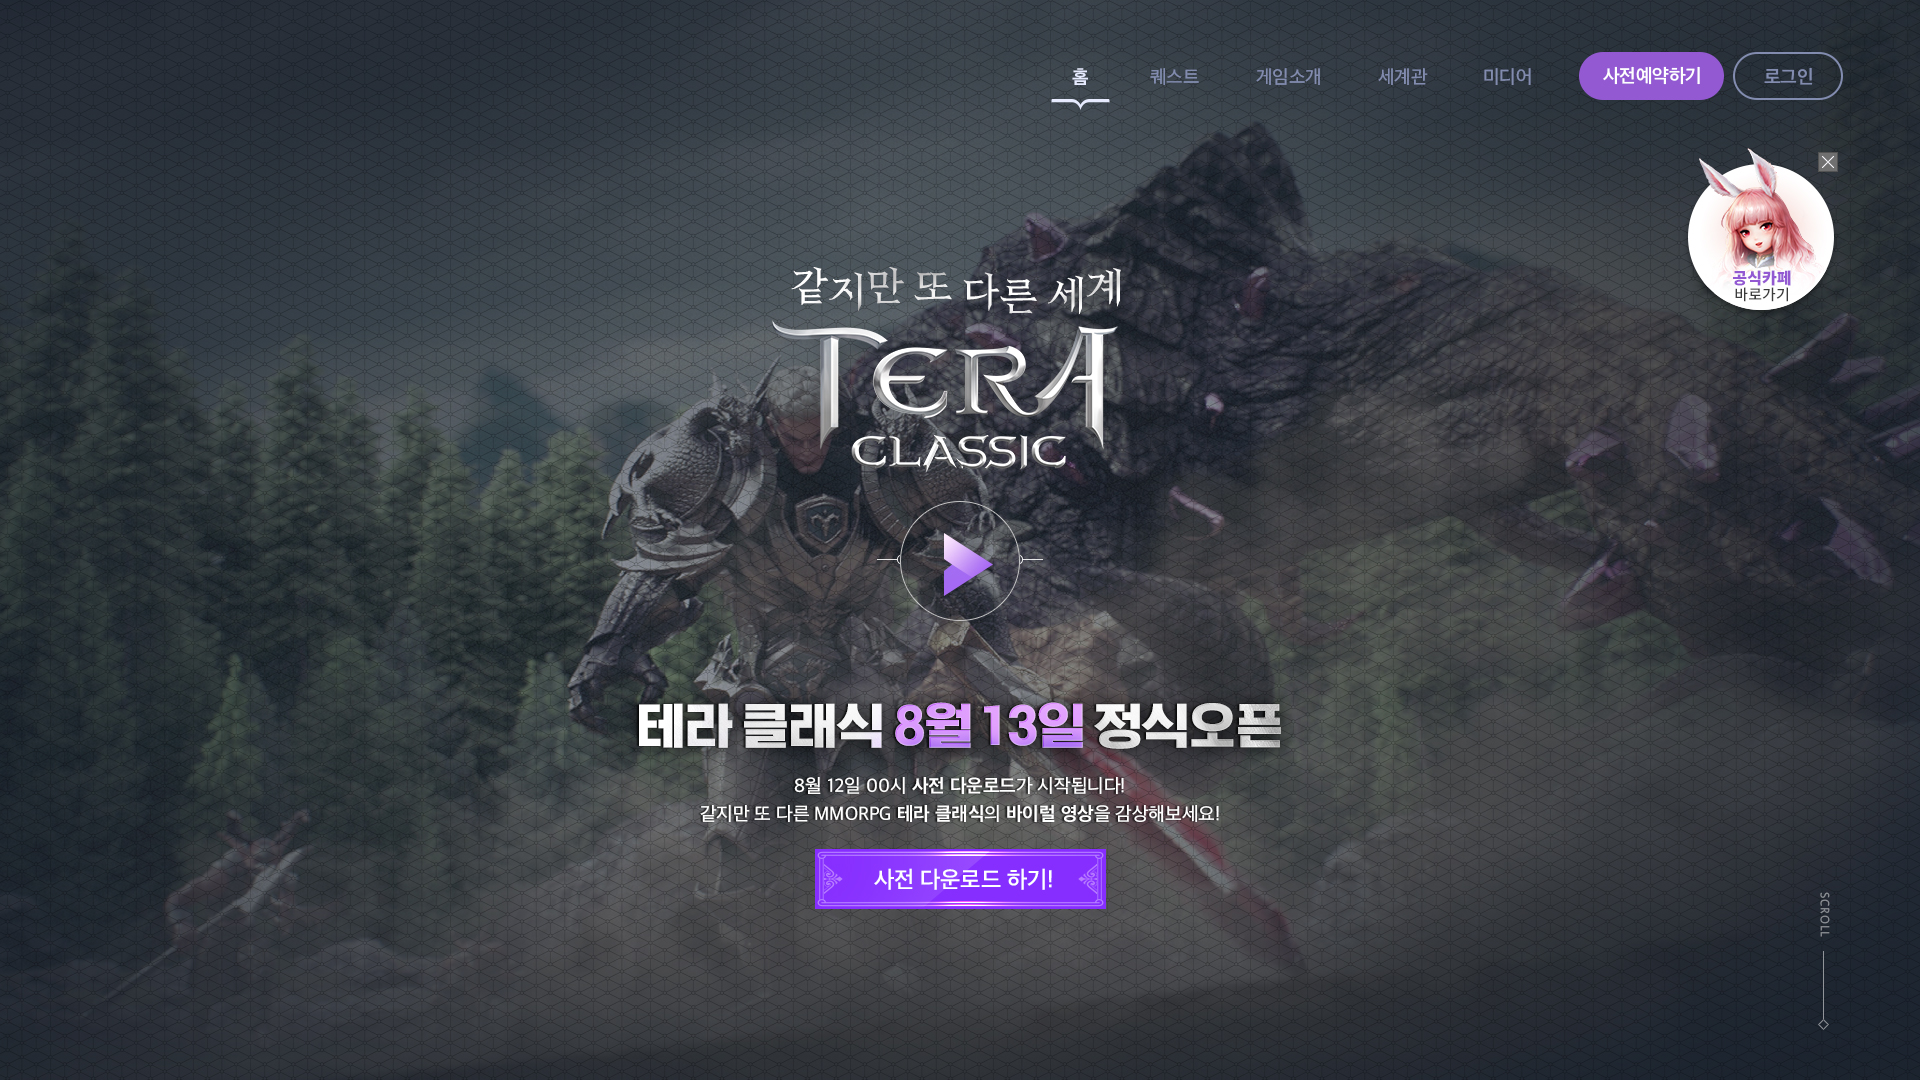 홈
퀘스트
게임소개
세계관
미디어
사전예약하기
로그인
공식카페
바로가기
같지만 또 다른 세계
TERA
CLASSIC
테라 클래식 8월 13일 정식오픈
8월 12일 00시 사전 다운로드가 시작됩니다!
같지만 또 다른 MMORPG 테라 클래식의 바이럴 영상을 감상해보세요!
사전 다운로드 하기!
SCROLL